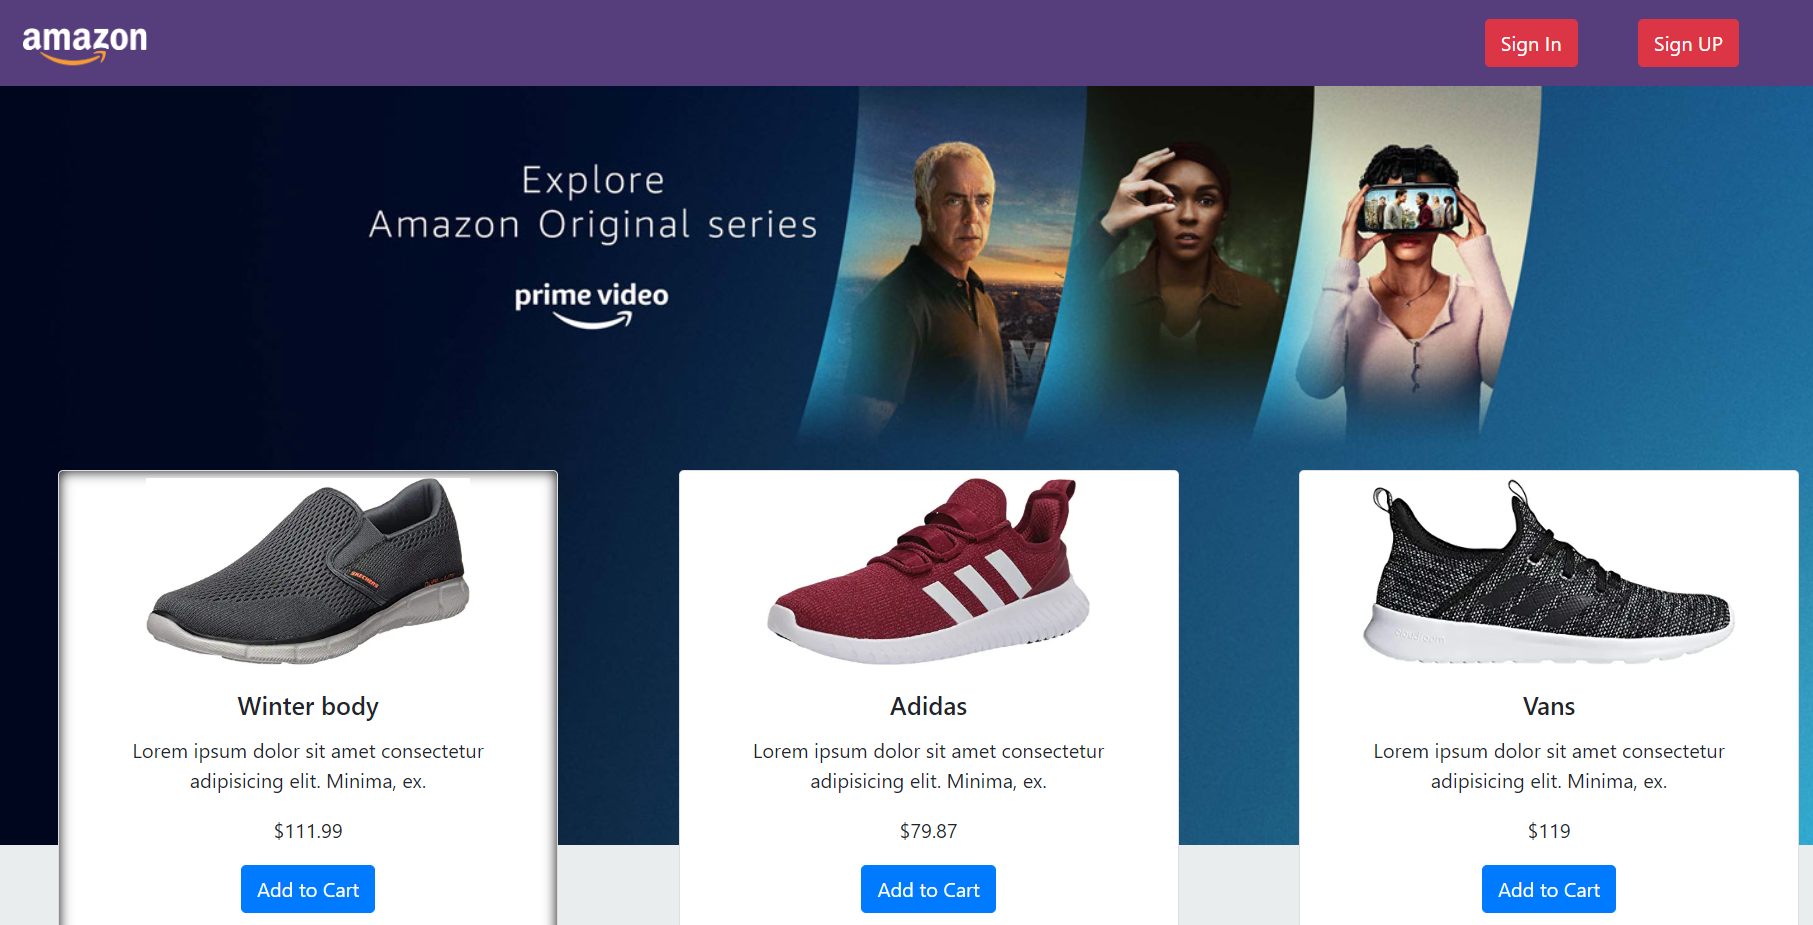 amazon
Sign In
Sign UP
Explore
Amazon Original series
prime video
SKECHERS
cloudfoam
Winter body
Lorem ipsum dolor sit amet consectetur
adipisicing elit. Minima, ex.
$111.99
Add to Cart
Adidas
Lorem ipsum dolor sit amet consectetur
adipisicing elit. Minima, ex.
$79.87
Add to Cart
Vans
Lorem ipsum dolor sit amet consectetur
adipisicing elit. Minima, ex.
$119
Add to Cart